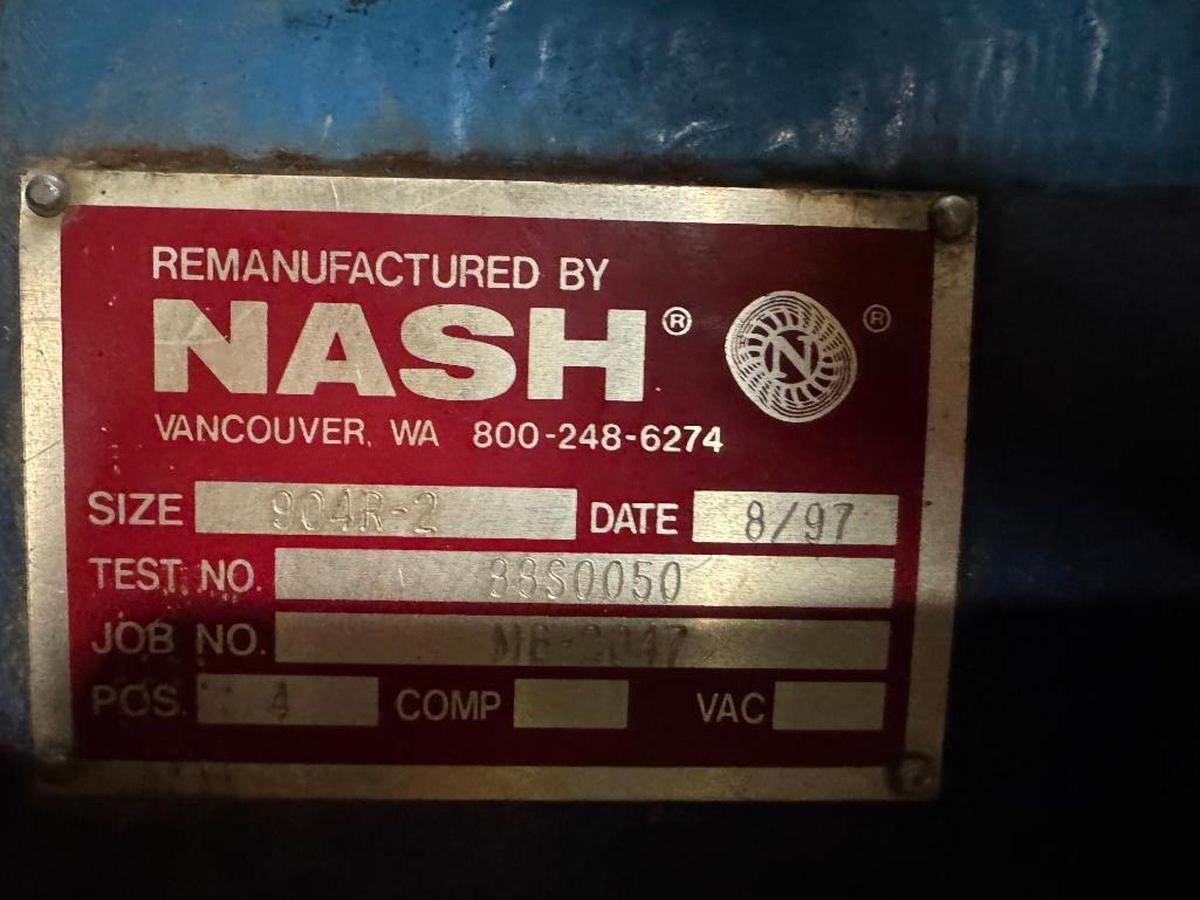 REMANUFACTURED BY
NASH ® N ®
VANCOUVER, WA 800-248-6274
SIZE 904R-2 DATE 8/97
TEST NO. 88S0050
JOB NO.
POS. 4 COMP VAC